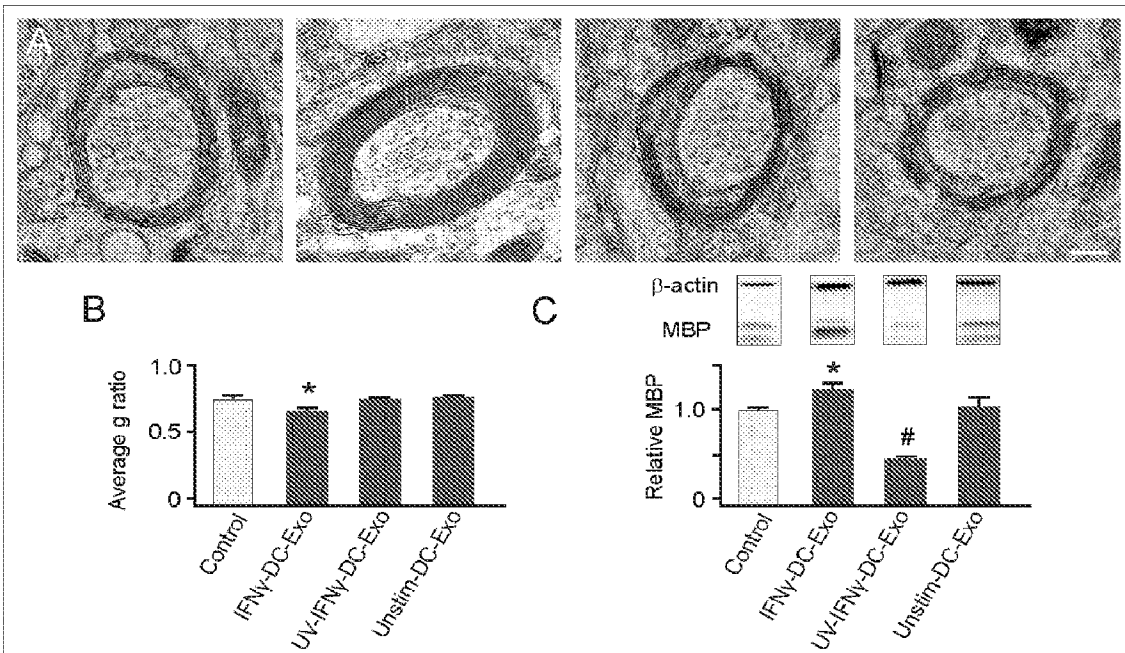 A
B
C
β-actin
MBP
Average g ratio
1.0
0.5
0
*
Control
IFNγ-DC-Exo
UV-IFNγ-DC-Exo
Unstim-DC-Exo
Relative MBP
1.0
0
*
#
Control
IFNγ-DC-Exo
UV-IFNγ-DC-Exo
Unstim-DC-Exo